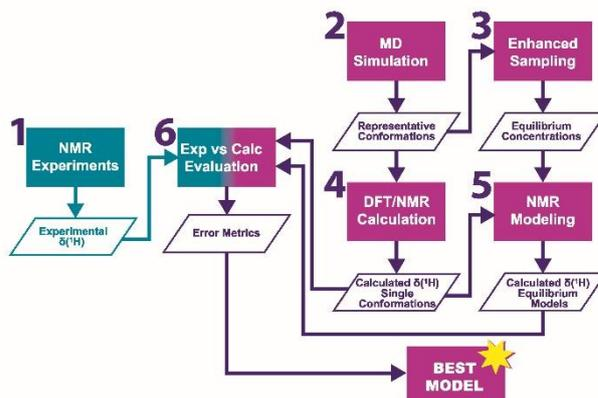 1
NMR
Experiments
Experimental
δ(¹H)
2
MD
Simulation
Representative
Conformations
3
Enhanced
Sampling
Equilibrium
Concentrations
4
DFT/NMR
Calculation
Calculated δ(¹H)
Single
Conformations
5
NMR
Modeling
Calculated δ(¹H)
Equilibrium
Models
6
Exp vs Calc
Evaluation
Error Metrics
BEST
MODEL